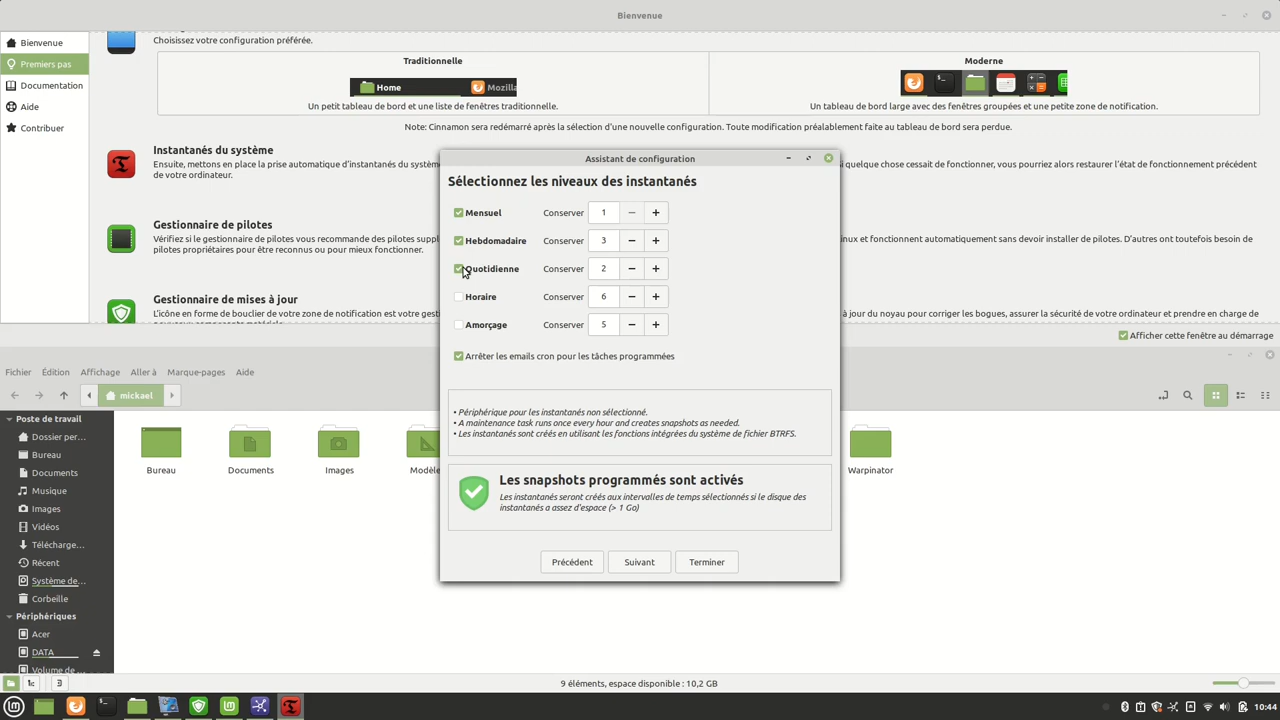 Bienvenue
Bienvenue
Premiers pas
Documentation
Aide
Contribuer
Choisissez votre configuration préférée.
Traditionnelle
Home
Mozilla
Un petit tableau de bord et une liste de fenêtres traditionnelle.
Moderne
Un tableau de bord large avec des fenêtres groupées et une petite zone de notification.
Note: Cinnamon sera redémarré après la sélection d'une nouvelle configuration. Toute modification préalablement faite au tableau de bord sera perdue.
Instantanés du système
Ensuite, mettons en place la prise automatique d'instantanés du système
si quelque chose cessait de fonctionner, vous pourriez alors restaurer l'état de fonctionnement précédent
de votre ordinateur.
Gestionnaire de pilotes
Vérifiez si le gestionnaire de pilotes vous recommande des pilotes
et fonctionnent automatiquement sans devoir installer de pilotes. D'autres ont toutefois besoin de
pilotes propriétaires pour être reconnus ou pour mieux fonctionner.
Gestionnaire de mises à jour
L'icône en forme de bouclier de votre zone de notification est votre
à jour du noyau pour corriger les bogues, assurer la sécurité de votre ordinateur et prendre en charge de
Afficher cette fenêtre au démarrage
Assistant de configuration
Sélectionnez les niveaux des instantanés
Mensuel Conserver 1 − +
Hebdomadaire Conserver 3 − +
Quotidienne Conserver 2 − +
Horaire Conserver 6 − +
Amorçage Conserver 5 − +
Arrêter les emails cron pour les tâches programmées
• Périphérique pour les instantanés non sélectionné.
• A maintenance task runs once every hour and creates snapshots as needed.
• Les instantanés sont créés en utilisant les fonctions intégrées du système de fichier BTRFS.
Les snapshots programmés sont activés
Les instantanés seront créés aux intervalles de temps sélectionnés si le disque des
instantanés a assez d'espace (> 1 Go)
Précédent Suivant Terminer
Fichier Édition Affichage Marque-pages Aller à Aide
mickael
Poste de travail
Dossier per...
Bureau
Documents
Musique
Images
Vidéos
Télécharge...
Récent
Système de...
Corbeille
Périphériques
Acer
DATA
Volume de...
Bureau
Documents
Images
Modèle
Warpinator
9 éléments, espace disponible : 10,2 GB
10:44